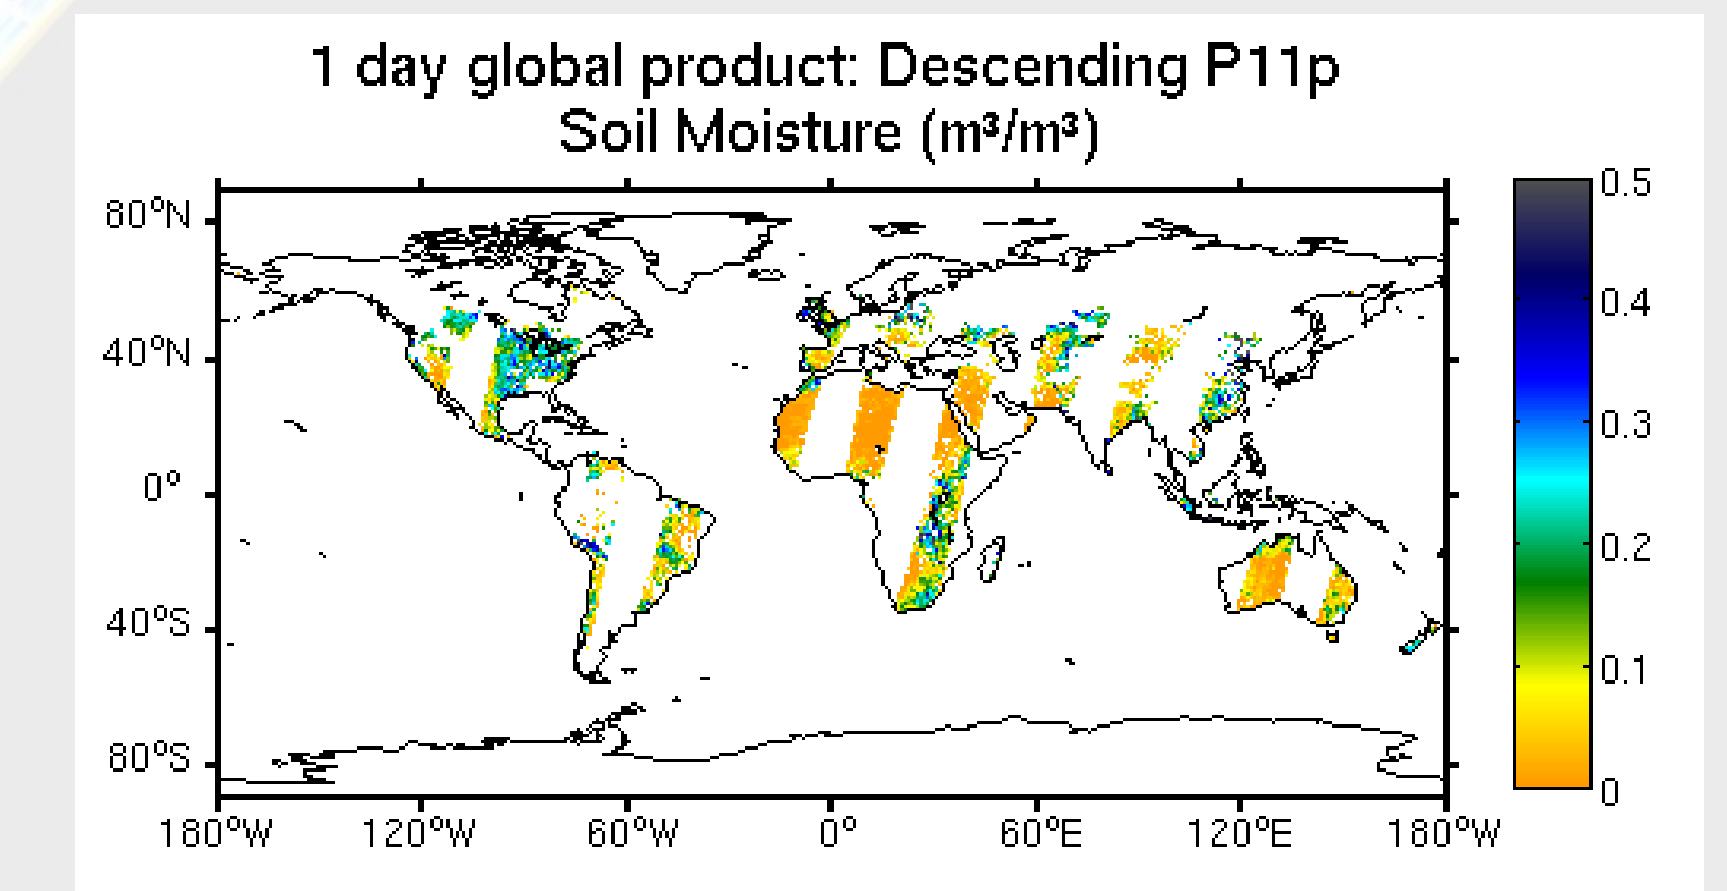 1 day global product: Descending P11p
Soil Moisture (m³/m³)
80°N
40°N
0°
40°S
80°S
180°W 120°W 60°W 0° 60°E 120°E 180°W
0.5
0.4
0.3
0.2
0.1
0